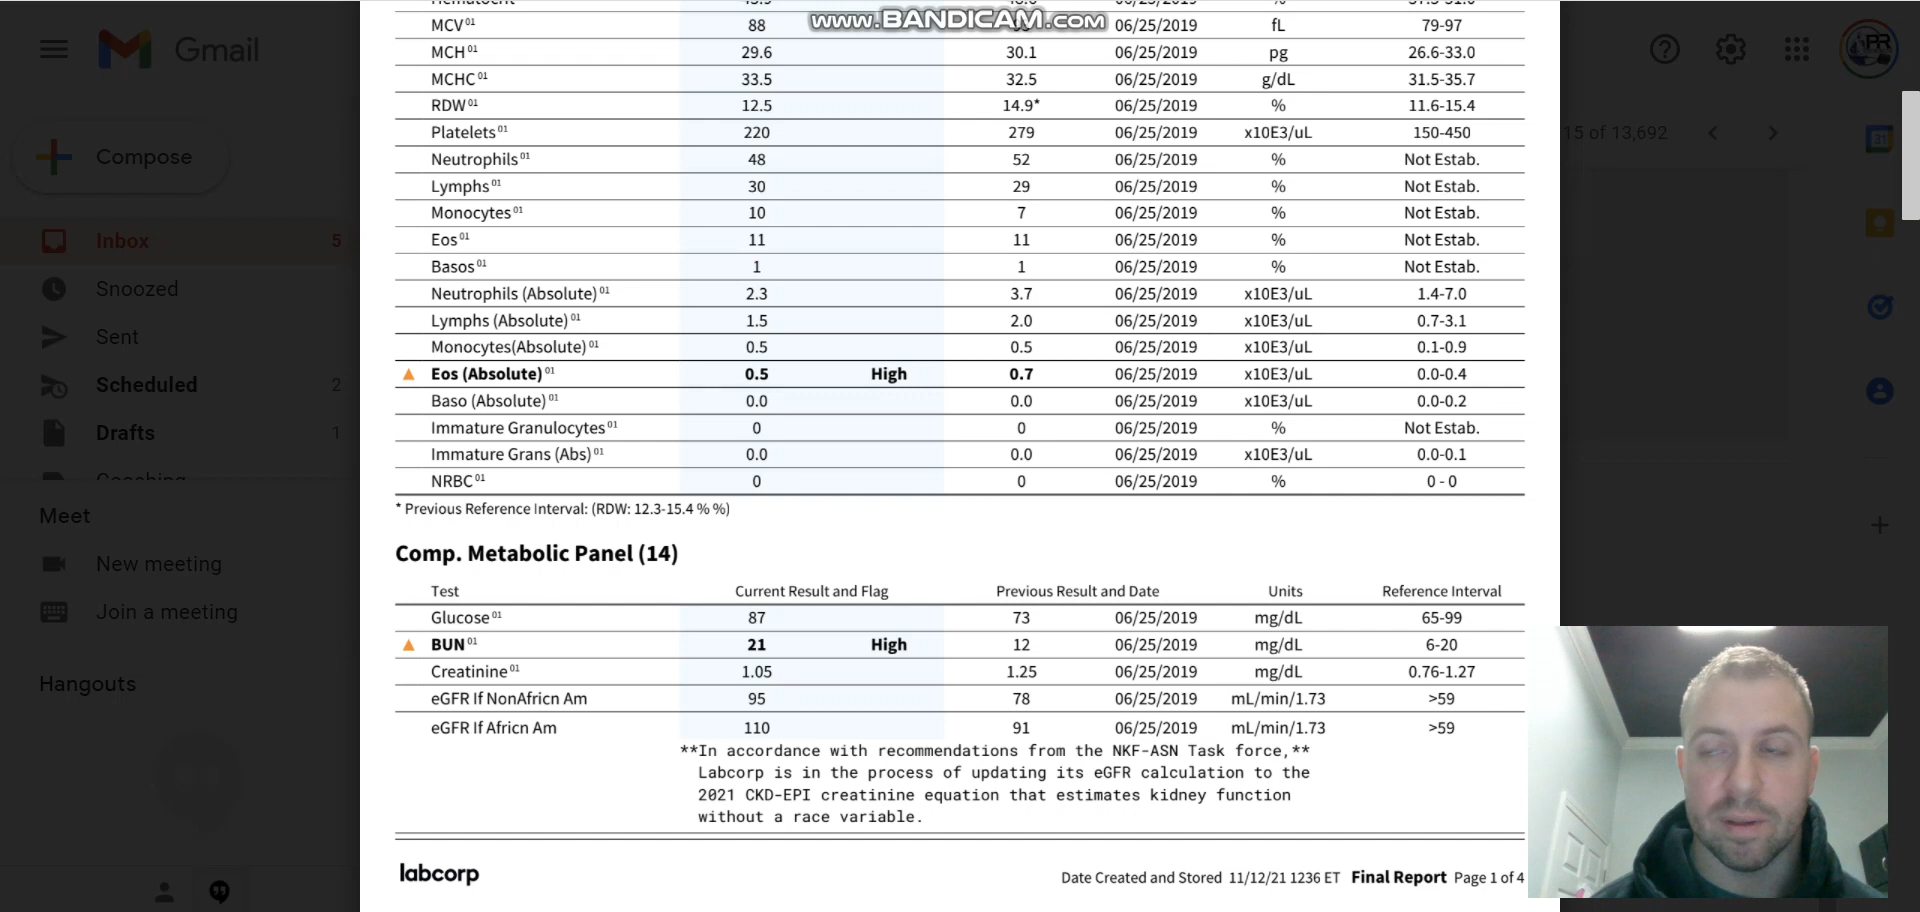 www.BANDICAM.com
Gmail
Compose
Inbox 5
Snoozed
Sent
Scheduled 2
Drafts 1
Meet
New meeting
Join a meeting
Hangouts
15 of 13,692
31
PR
MCV 01 88 06/25/2019 fL 79-97
MCH 01 29.6 30.1 06/25/2019 pg 26.6-33.0
MCHC 01 33.5 32.5 06/25/2019 g/dL 31.5-35.7
RDW 01 12.5 14.9* 06/25/2019 % 11.6-15.4
Platelets 01 220 279 06/25/2019 x10E3/uL 150-450
Neutrophils 01 48 52 06/25/2019 % Not Estab.
Lymphs 01 30 29 06/25/2019 % Not Estab.
Monocytes 01 10 7 06/25/2019 % Not Estab.
Eos 01 11 11 06/25/2019 % Not Estab.
Basos 01 1 1 06/25/2019 % Not Estab.
Neutrophils (Absolute) 01 2.3 3.7 06/25/2019 x10E3/uL 1.4-7.0
Lymphs (Absolute) 01 1.5 2.0 06/25/2019 x10E3/uL 0.7-3.1
Monocytes(Absolute) 01 0.5 0.5 06/25/2019 x10E3/uL 0.1-0.9
Eos (Absolute) 01 0.5 High 0.7 06/25/2019 x10E3/uL 0.0-0.4
Baso (Absolute) 01 0.0 0.0 06/25/2019 x10E3/uL 0.0-0.2
Immature Granulocytes 01 0 0 06/25/2019 % Not Estab.
Immature Grans (Abs) 01 0.0 0.0 06/25/2019 x10E3/uL 0.0-0.1
NRBC 01 0 0 06/25/2019 % 0 - 0
* Previous Reference Interval: (RDW: 12.3-15.4 % %)
Comp. Metabolic Panel (14)
Test Current Result and Flag Previous Result and Date Units Reference Interval
Glucose 01 87 73 06/25/2019 mg/dL 65-99
BUN 01 21 High 12 06/25/2019 mg/dL 6-20
Creatinine 01 1.05 1.25 06/25/2019 mg/dL 0.76-1.27
eGFR If NonAfricn Am 95 78 06/25/2019 mL/min/1.73 >59
eGFR If Africn Am 110 91 06/25/2019 mL/min/1.73 >59
**In accordance with recommendations from the NKF-ASN Task force,**
Labcorp is in the process of updating its eGFR calculation to the
2021 CKD-EPI creatinine equation that estimates kidney function
without a race variable.
labcorp
Date Created and Stored 11/12/21 1236 ET Final Report Page 1 of 4